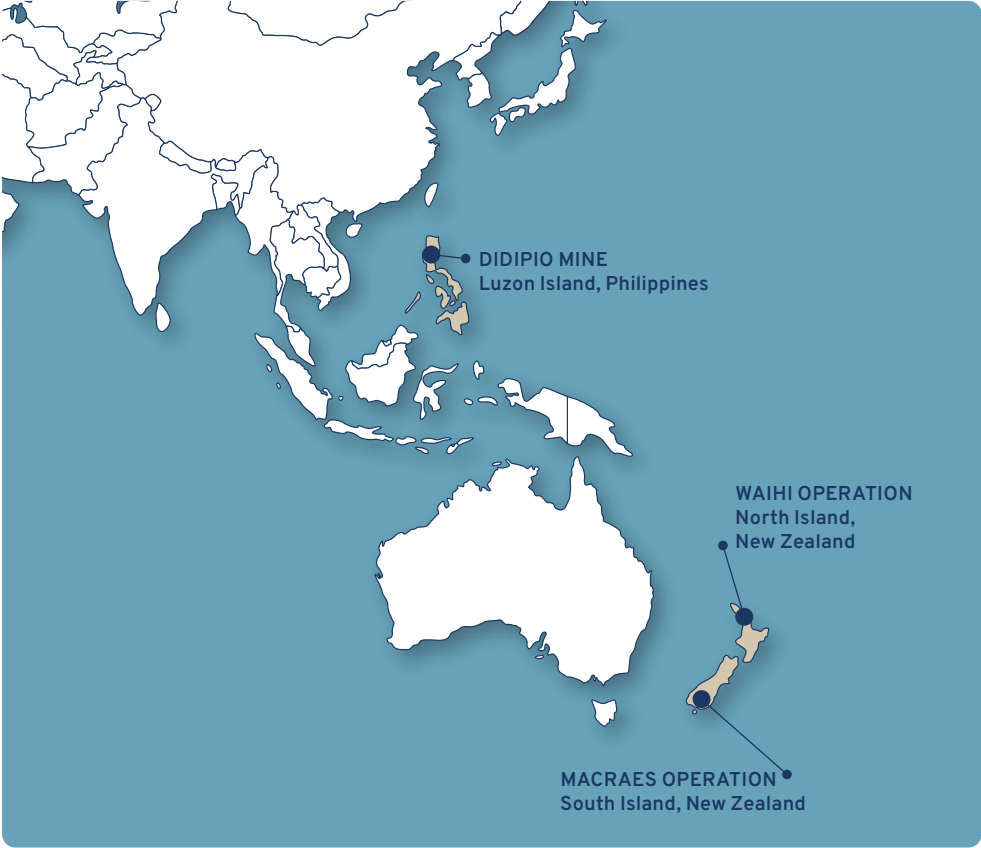 DIDIPIO MINE
Luzon Island, Philippines
WAIHI OPERATION
North Island,
New Zealand
MACRAES OPERATION
South Island, New Zealand